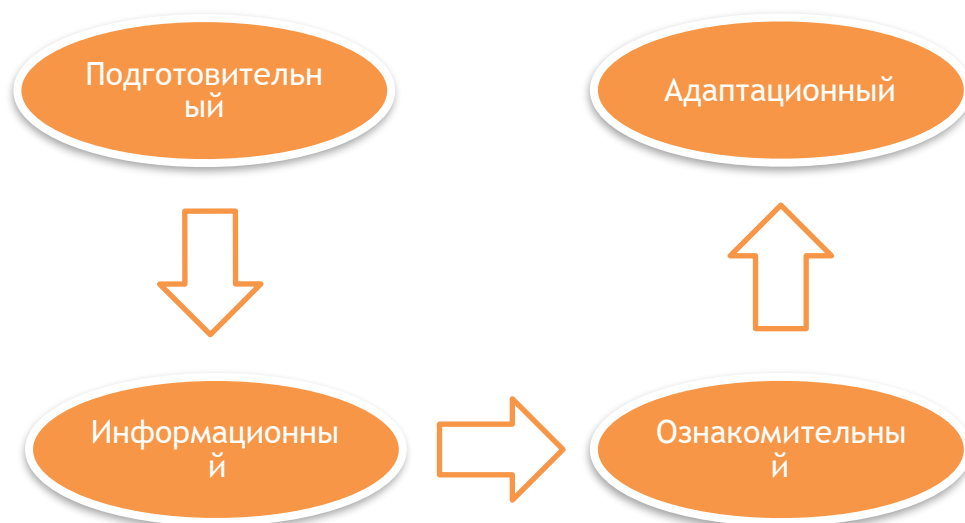 Подготовительн
ый
Адаптационный
Информационны
й
Ознакомительны
й